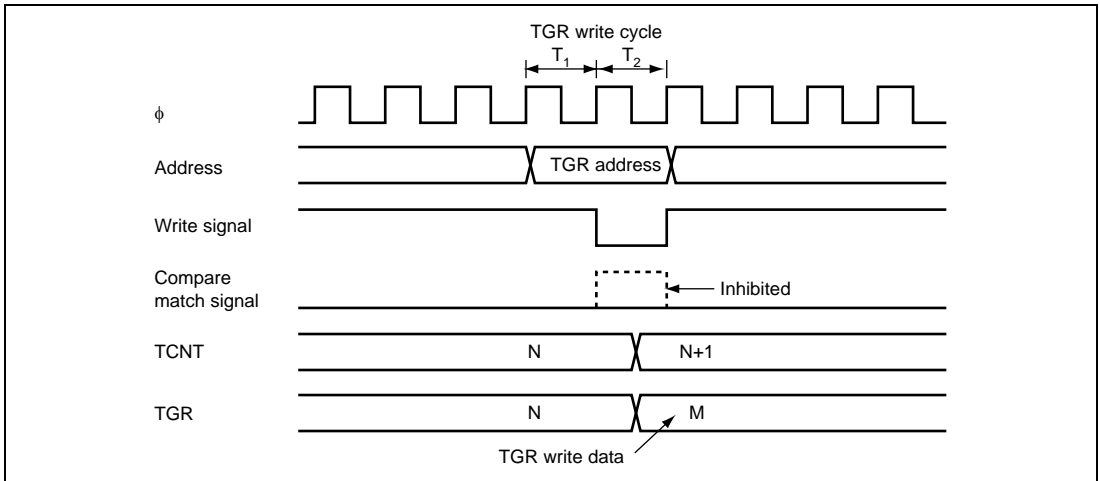 TGR write cycle
T1 T2
ϕ
Address TGR address
Write signal
Compare
match signal Inhibited
TCNT N N+1
TGR N M
TGR write data